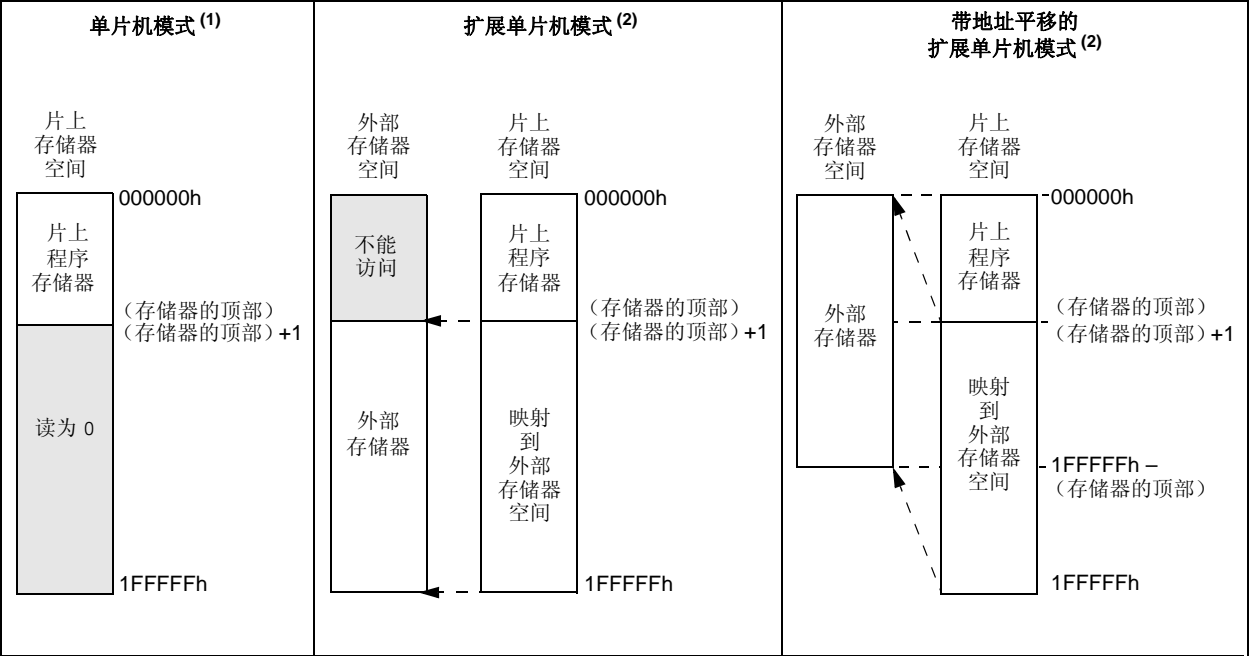 单片机模式 (1)
片上
存储器
空间
000000h
片上
程序
存储器
（存储器的顶部）
（存储器的顶部）+1
读为 0
1FFFFFh
扩展单片机模式 (2)
外部
存储器
空间
片上
存储器
空间
000000h
不能
访问
片上
程序
存储器
（存储器的顶部）
（存储器的顶部）+1
外部
存储器
映射
到
外部
存储器
空间
1FFFFFh
带地址平移的
扩展单片机模式 (2)
外部
存储器
空间
片上
存储器
空间
000000h
片上
程序
存储器
外部
存储器
（存储器的顶部）
（存储器的顶部）+1
映射
到
外部
存储器
空间
1FFFFFh –
（存储器的顶部）
1FFFFFh